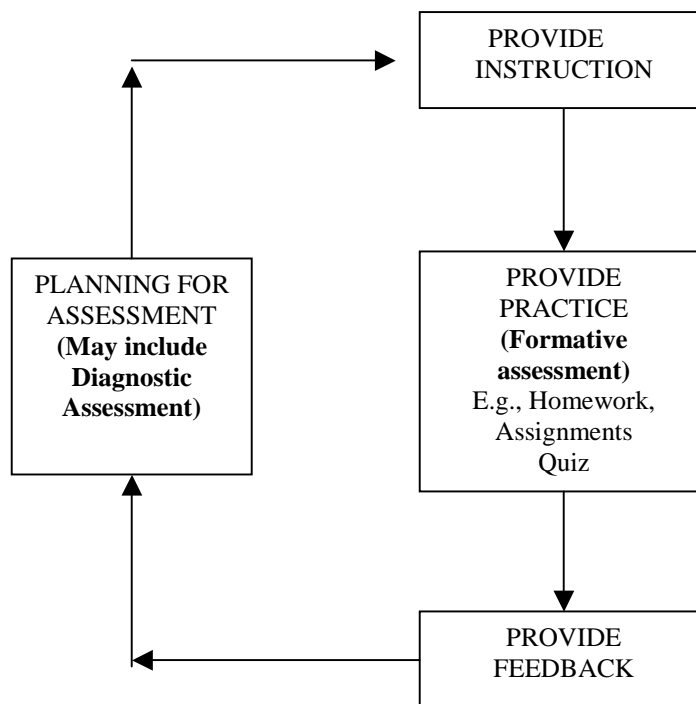 PROVIDE
INSTRUCTION
PLANNING FOR
ASSESSMENT
(May include
Diagnostic
Assessment)
PROVIDE
PRACTICE
(Formative
assessment)
E.g., Homework,
Assignments
Quiz
PROVIDE
FEEDBACK